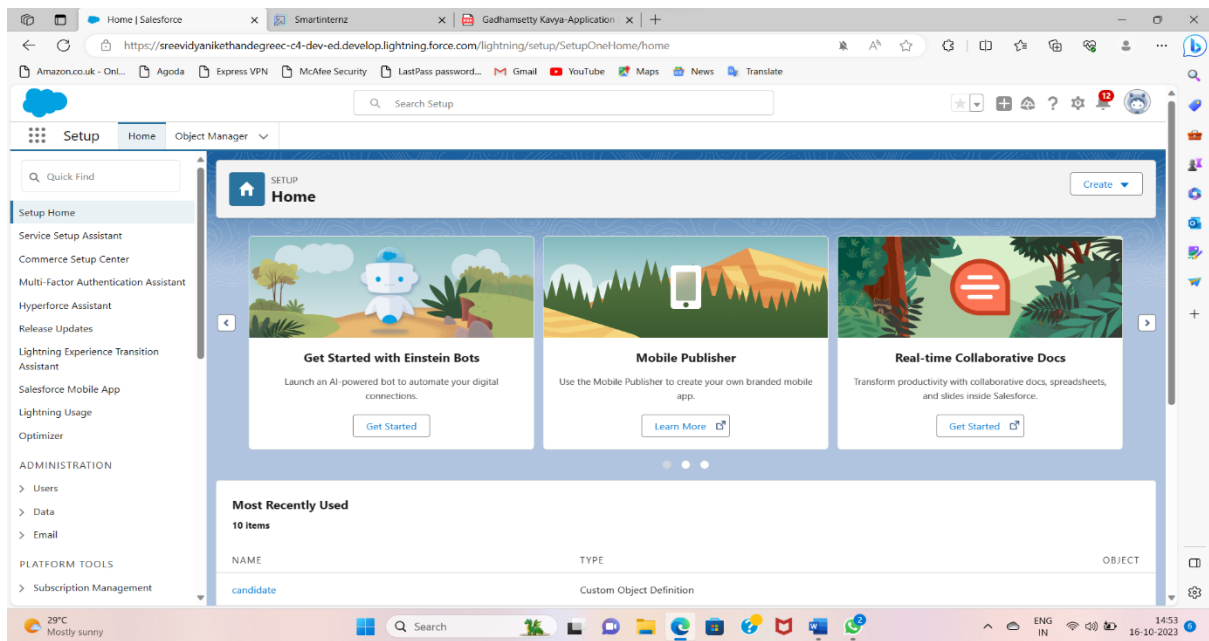 Home | Salesforce
Smartinternz
Gadhamsetty Kavya-Application
https://sreevidyanikethandegreec-c4-dev-ed.develop.lightning.force.com/lightning/setup/SetupOneHome/home
Amazon.co.uk - Onl... Agoda Express VPN McAfee Security LastPass password... Gmail YouTube Maps News Translate
Search Setup
12
Setup Home Object Manager
Quick Find
Setup Home
Service Setup Assistant
Commerce Setup Center
Multi-Factor Authentication Assistant
Hyperforce Assistant
Release Updates
Lightning Experience Transition
Assistant
Salesforce Mobile App
Lightning Usage
Optimizer
ADMINISTRATION
Users
Data
Email
PLATFORM TOOLS
Subscription Management
SETUP
Home
Create
Get Started with Einstein Bots
Launch an AI-powered bot to automate your digital
connections.
Get Started
Mobile Publisher
Use the Mobile Publisher to create your own branded mobile
app.
Learn More
Real-time Collaborative Docs
Transform productivity with collaborative docs, spreadsheets,
and slides inside Salesforce.
Get Started
Most Recently Used
10 items
NAME TYPE OBJECT
candidate Custom Object Definition
29°C
Mostly sunny
Search
ENG
IN
14:53
16-10-2023
6